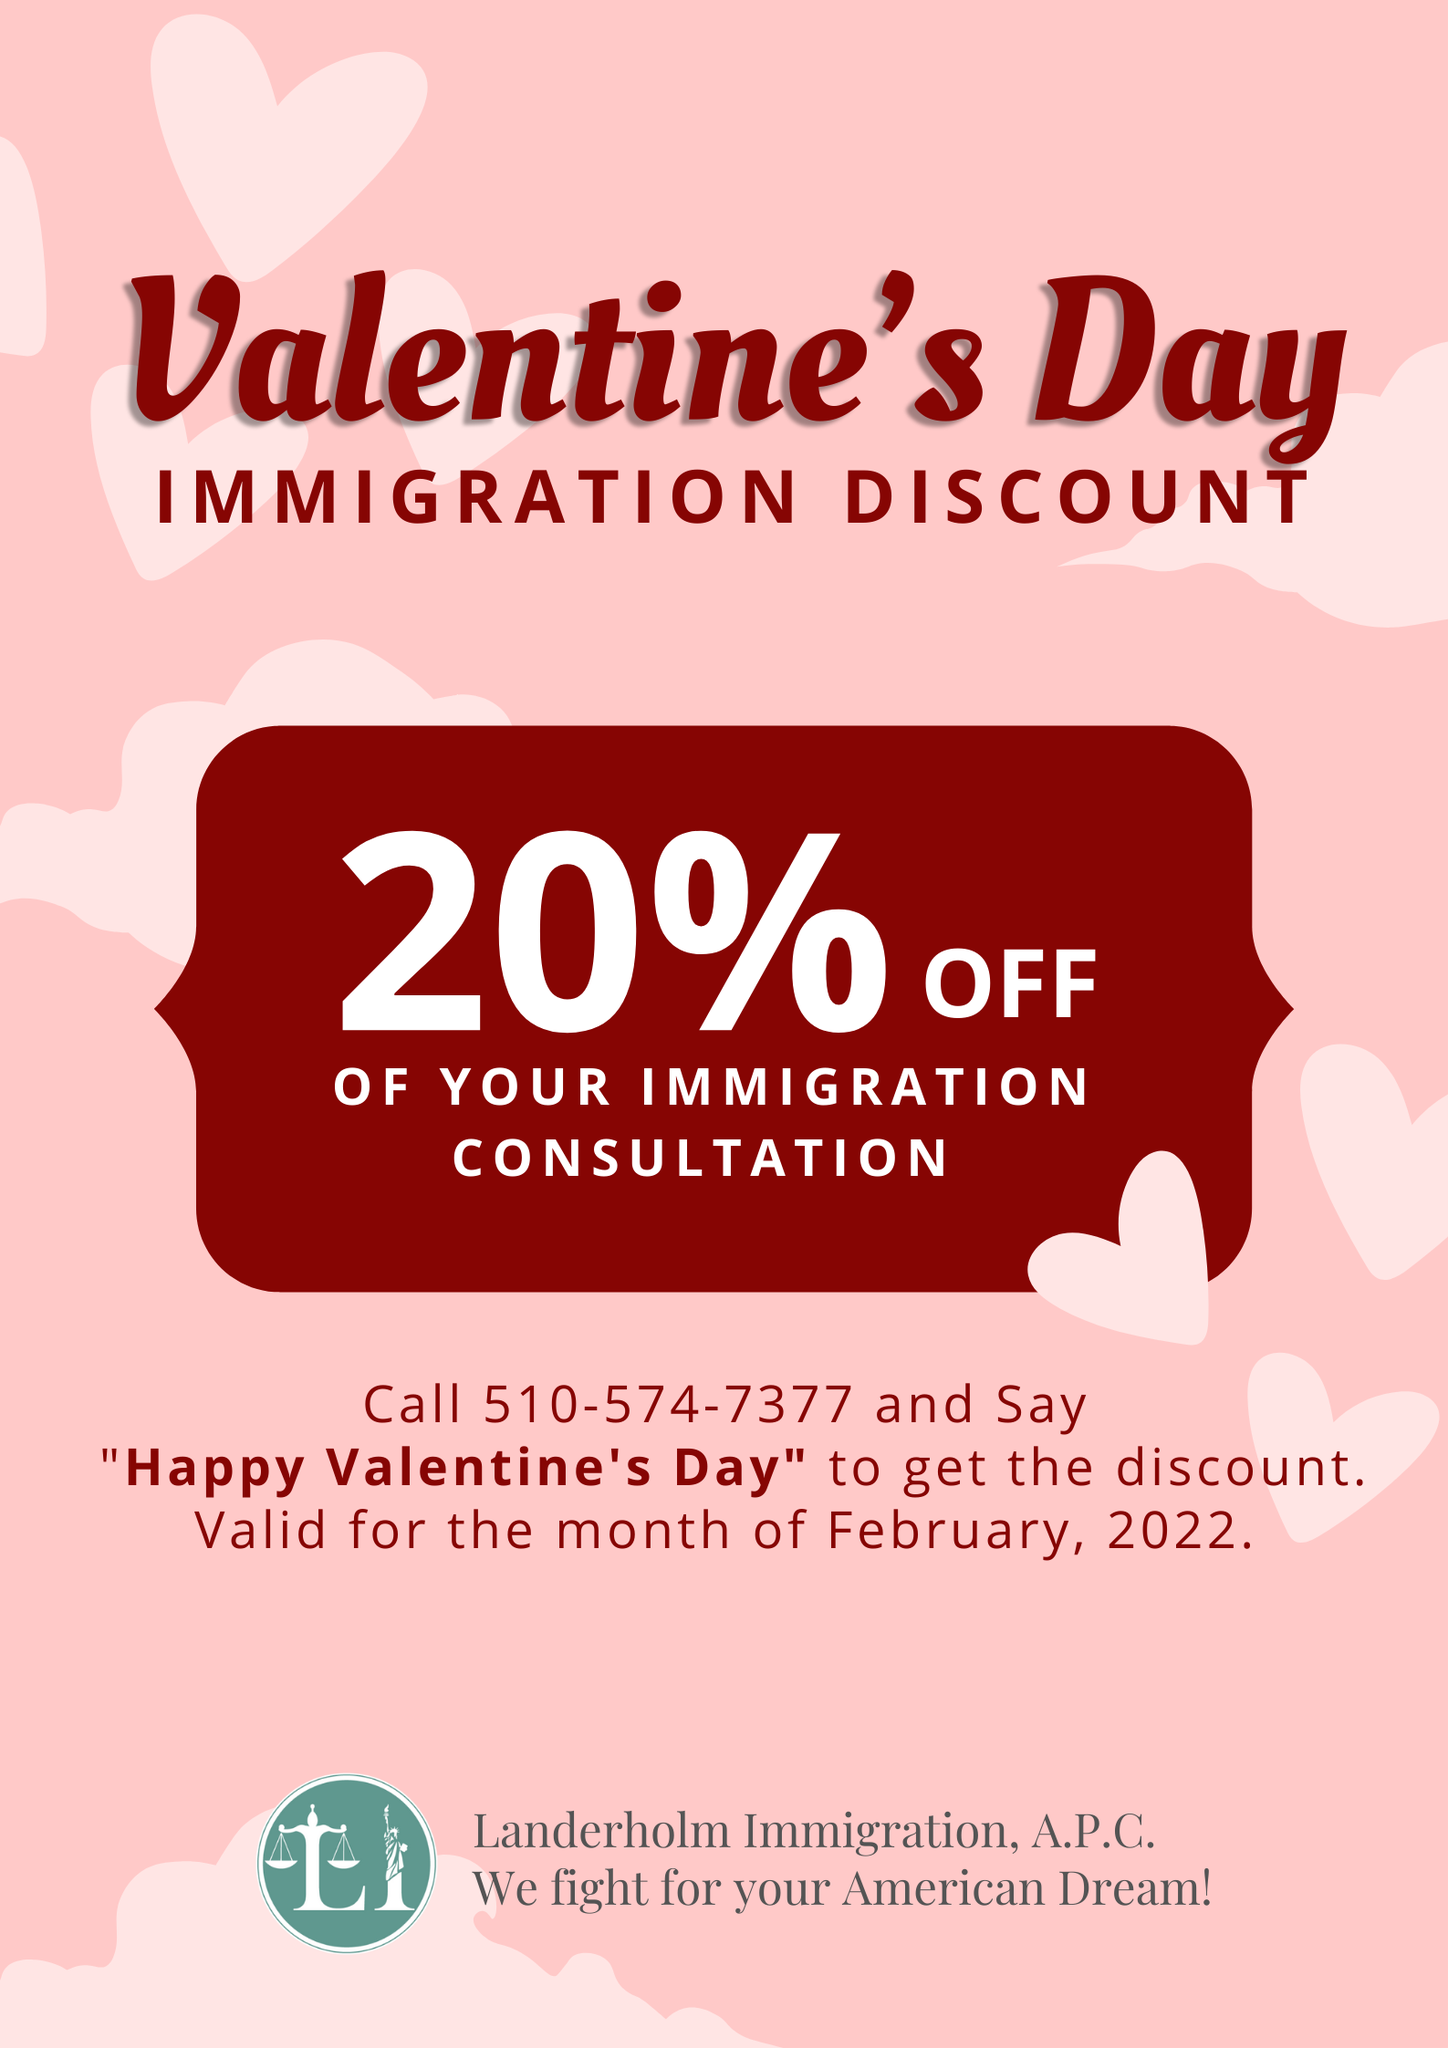 Valentine's Day
IMMIGRATION DISCOUNT
20% OFF
OF YOUR IMMIGRATION
CONSULTATION
Call 510-574-7377 and Say
"Happy Valentine's Day" to get the discount.
Valid for the month of February, 2022.
LI
Landerholm Immigration, A.P.C.
We fight for your American Dream!